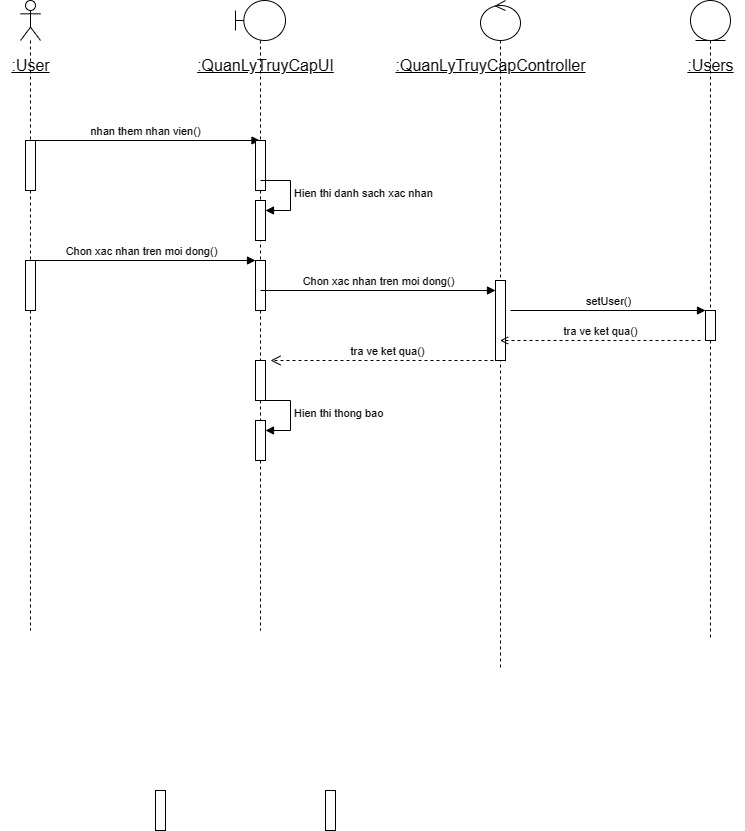 :User
:QuanLyTruyCapUI
:QuanLyTruyCapController
:Users
nhan them nhan vien()
Hien thi danh sach xac nhan
Chon xac nhan tren moi dong()
Chon xac nhan tren moi dong()
setUser()
tra ve ket qua()
tra ve ket qua()
Hien thi thong bao